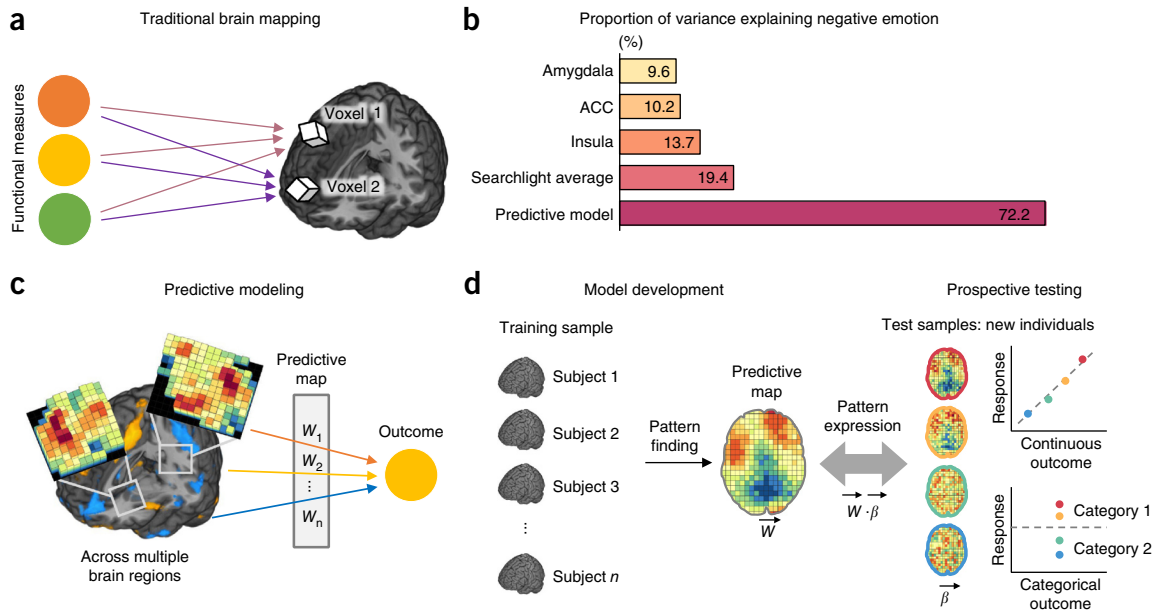 a
Traditional brain mapping
Functional measures
Voxel 1
Voxel 2
b
Proportion of variance explaining negative emotion
(%)
Amygdala
9.6
ACC
10.2
Insula
13.7
Searchlight average
19.4
Predictive model
72.2
c
Predictive modeling
Predictive
map
W1
W2
⋮
Wn
Outcome
Across multiple
brain regions
d
Model development
Training sample
Subject 1
Subject 2
Subject 3
⋮
Subject n
Pattern
finding
Predictive
map
W
Pattern
expression
W · β
Prospective testing
Test samples: new individuals
β
Response
Continuous
outcome
Response
Category 1
Category 2
Categorical
outcome